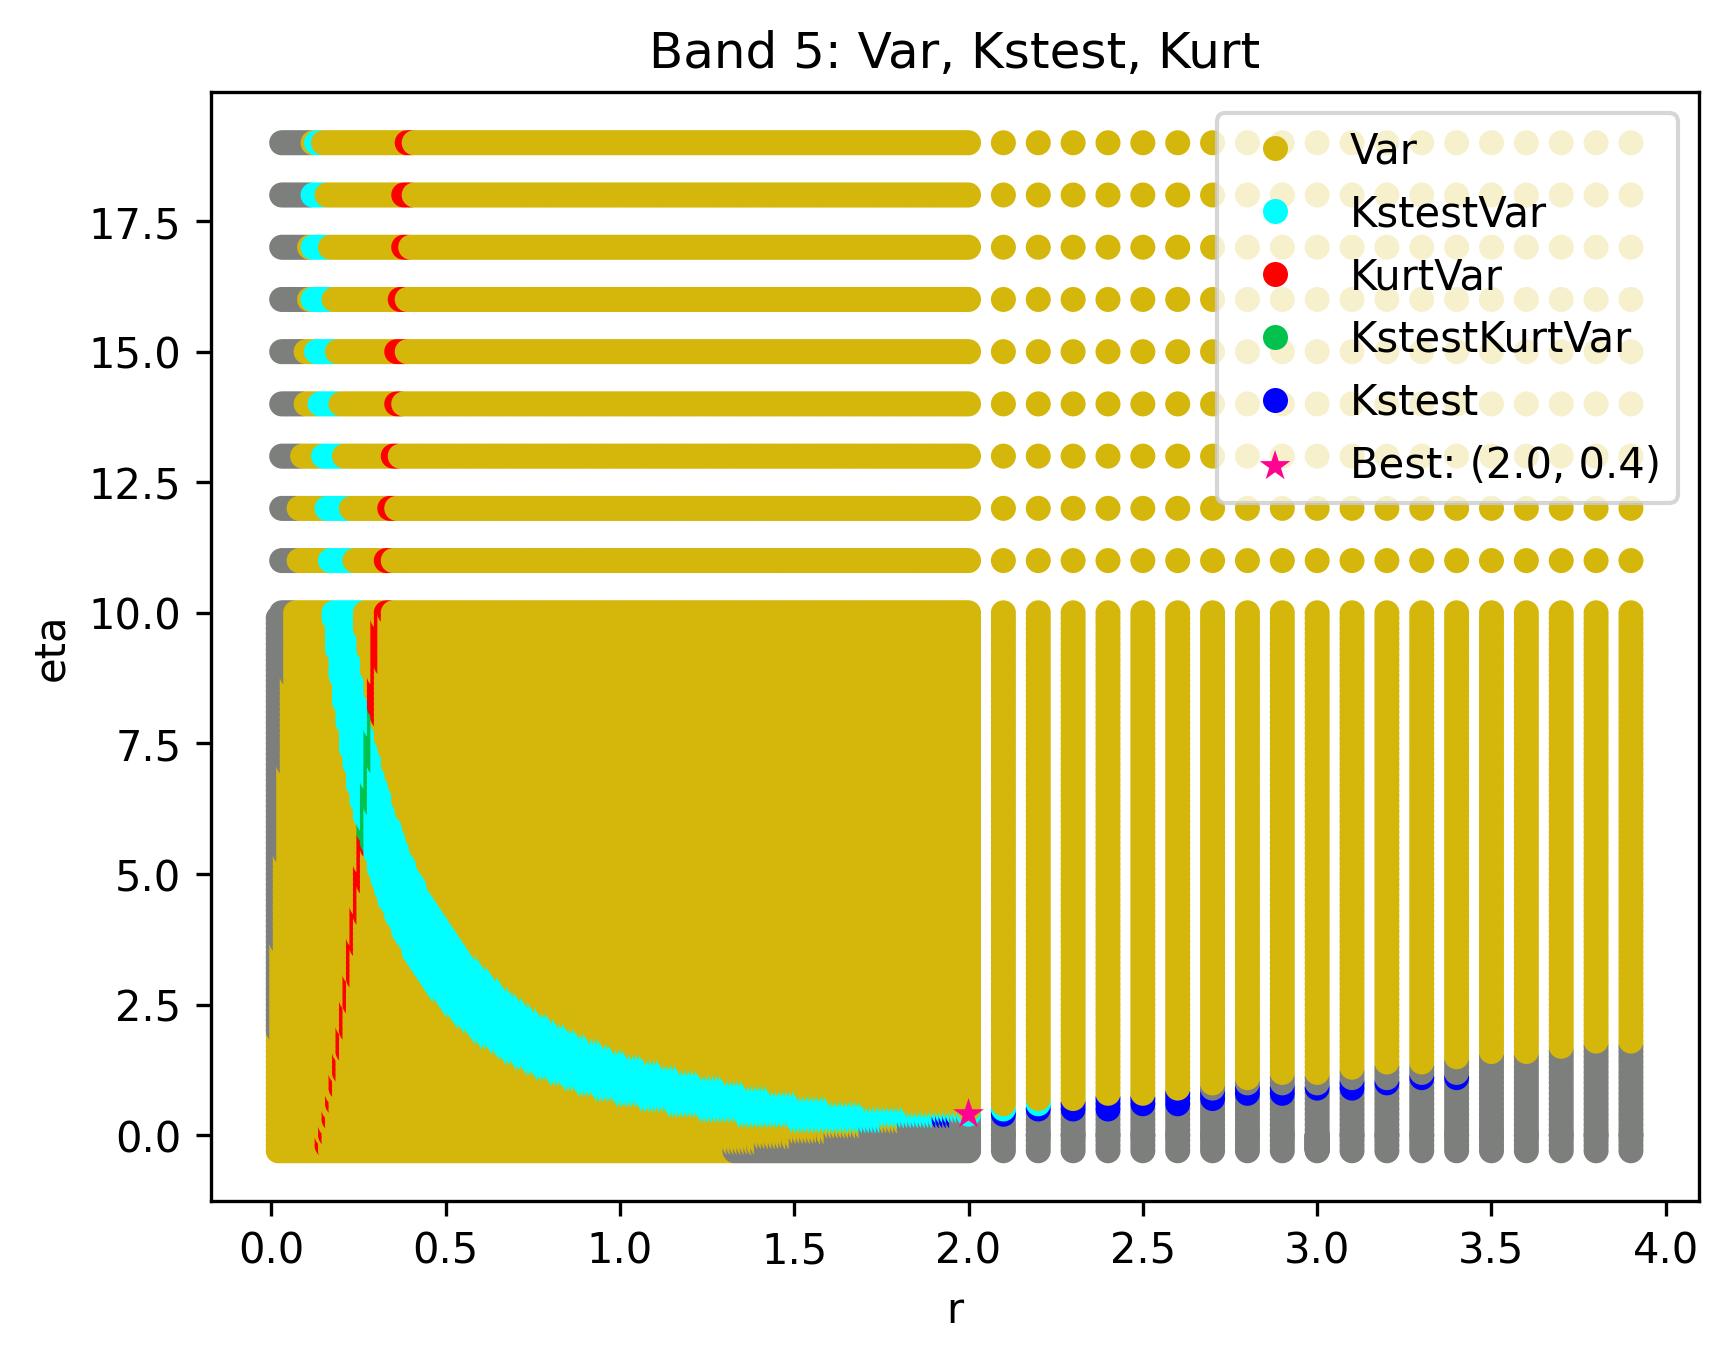 Band 5: Var, Kstest, Kurt
Var
KstestVar
KurtVar
KstestKurtVar
Kstest
Best: (2.0, 0.4)
eta
17.5
15.0
12.5
10.0
7.5
5.0
2.5
0.0
0.0 0.5 1.0 1.5 2.0 2.5 3.0 3.5 4.0
r